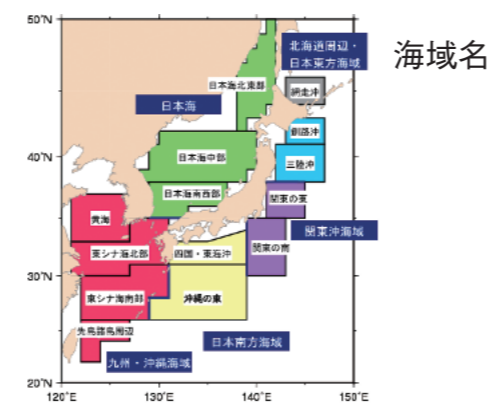 海域名
50°N
北海道周辺・
日本東方海域
日本海北東部
網走沖
日本海
釧路沖
40°N
日本海中部
三陸沖
日本海南西部
関東の東
黄海
関東沖海域
東シナ海北部
四国・東海沖
関東の南
30°N
東シナ海南部
沖縄の東
先島諸島周辺
日本南方海域
九州・沖縄海域
20°N
120°E
130°E
140°E
150°E